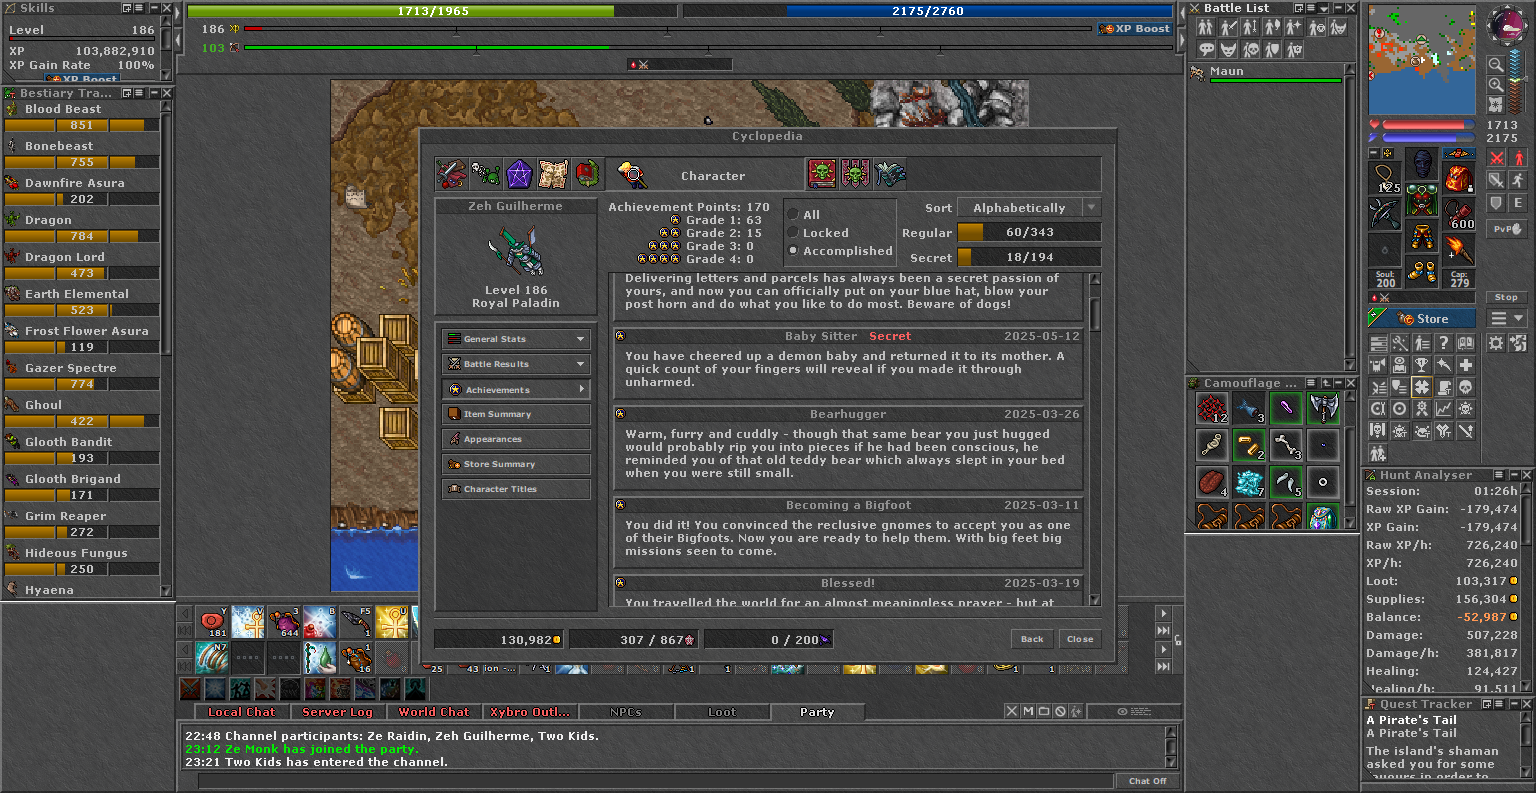 Skills
Level 186
XP 103,882,910
XP Gain Rate 100%
XP Boost
Bestiary Tra...
Blood Beast
851
Bonebeast
755
Dawnfire Asura
202
Dragon
784
Dragon Lord
473
Earth Elemental
523
Frost Flower Asura
119
Gazer Spectre
774
Ghoul
422
Glooth Bandit
193
Glooth Brigand
171
Grim Reaper
272
Hideous Fungus
250
Hyaena
1713/1965
2175/2760
186 xp
XP Boost
103
Cyclopedia
Character
Zeh Guilherme
Level 186
Royal Paladin
General Stats
Battle Results
Achievements
Item Summary
Appearances
Store Summary
Character Titles
Achievement Points: 170
Grade 1: 63
Grade 2: 15
Grade 3: 0
Grade 4: 0
All
Locked
Accomplished
Sort Alphabetically
Regular 60/343
Secret 18/194
Delivering letters and parcels has always been a secret passion of
yours, and now you can officially put on your blue hat, blow your
post horn and do what you like to do most. Beware of dogs!
Baby Sitter Secret 2025-05-12
You have cheered up a demon baby and returned it to its mother. A
quick count of your fingers will reveal if you made it through
unharmed.
Bearhugger 2025-03-26
Warm, furry and cuddly - though that same bear you just hugged
would probably rip you into pieces if he had been conscious, he
reminded you of that old teddy bear which always slept in your bed
when you were still small.
Becoming a Bigfoot 2025-03-11
You did it! You convinced the reclusive gnomes to accept you as one
of their Bigfoots. Now you are ready to help them. With big feet big
missions seen to come.
Blessed! 2025-03-19
You travelled the world for an almost meaningless prayer - but at
130,982
307 / 867
0 / 200
Back
Close
Y 181
V
3 644
B
F5 1
U
N7
1 16
25
43
ion -...
1
1
1
2
1
1
1
Local Chat
Server Log
World Chat
Xybro Outl...
NPCs
Loot
Party
M
22:48 Channel participants: Ze Raidin, Zeh Guilherme, Two Kids.
23:12 Ze Monk has joined the party.
23:21 Two Kids has entered the channel.
Chat Off
Battle List
Maun
Camouflage ...
12
3
2
3
4
7
5
1713
2175
125
600
E
PvP
Soul:
200
Cap:
279
Stop
Store
Hunt Analyser
Session: 01:26h
Raw XP Gain: -179,474
XP Gain: -179,474
Raw XP/h: 726,240
XP/h: 726,240
Loot: 103,317
Supplies: 156,304
Balance: -52,987
Damage: 507,228
Damage/h: 381,817
Healing: 124,427
Healing/h: 91,511
Quest Tracker
A Pirate's Tail
A Pirate's Tail
The island's shaman
asked you for some
favours in order to